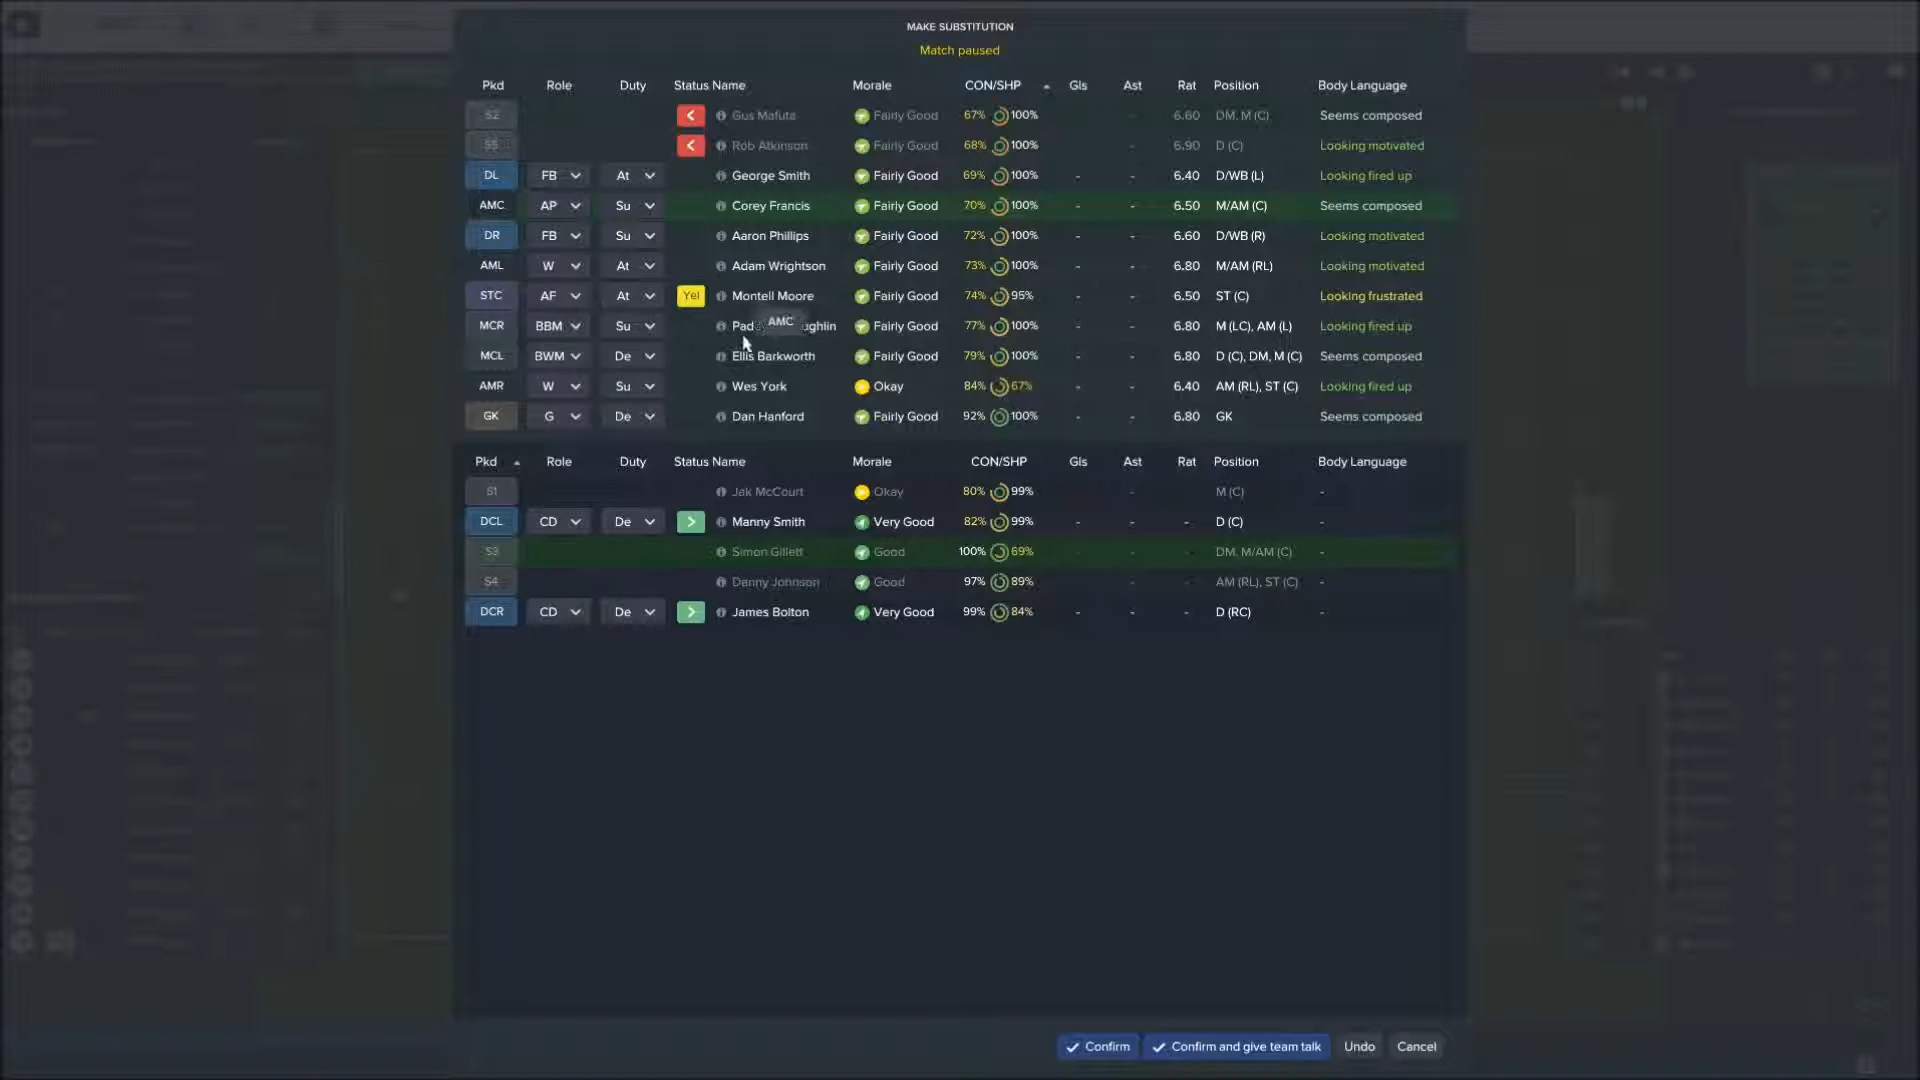 MAKE SUBSTITUTION
Match paused
Pkd Role Duty Status Name Morale CON/SHP Gls Ast Rat Position Body Language
S2 Gus Mafuta Fairly Good 67% 100% - 6.60 DM, M (C) Seems composed
S5 Rob Atkinson Fairly Good 68% 100% - 6.90 D (C) Looking motivated
DL FB At George Smith Fairly Good 69% 100% - - 6.40 D/WB (L) Looking fired up
AMC AP Su Corey Francis Fairly Good 70% 100% - - 6.50 M/AM (C) Seems composed
DR FB Su Aaron Phillips Fairly Good 72% 100% - - 6.60 D/WB (R) Looking motivated
AML W At Adam Wrightson Fairly Good 73% 100% - - 6.80 M/AM (RL) Looking motivated
STC AF At Yel Montell Moore Fairly Good 74% 95% - - 6.50 ST (C) Looking frustrated
AMC
MCR BBM Su Fairly Good 77% 100% - - 6.80 M (LC), AM (L) Looking fired up
MCL BWM De Ellis Barkworth Fairly Good 79% 100% - - 6.80 D (C), DM, M (C) Seems composed
AMR W Su Wes York Okay 84% 67% - - 6.40 AM (RL), ST (C) Looking fired up
GK G De Dan Hanford Fairly Good 92% 100% - - 6.80 GK Seems composed
Pkd Role Duty Status Name Morale CON/SHP Gls Ast Rat Position Body Language
S1 Jak McCourt Okay 80% 99% - M (C) -
DCL CD De Manny Smith Very Good 82% 99% - - - D (C) -
S3 Simon Gillett Good 100% 69% - DM, M/AM (C) -
S4 Danny Johnson Good 97% 89% - AM (RL), ST (C) -
DCR CD De James Bolton Very Good 99% 84% - - - D (RC) -
Confirm Confirm and give team talk Undo Cancel